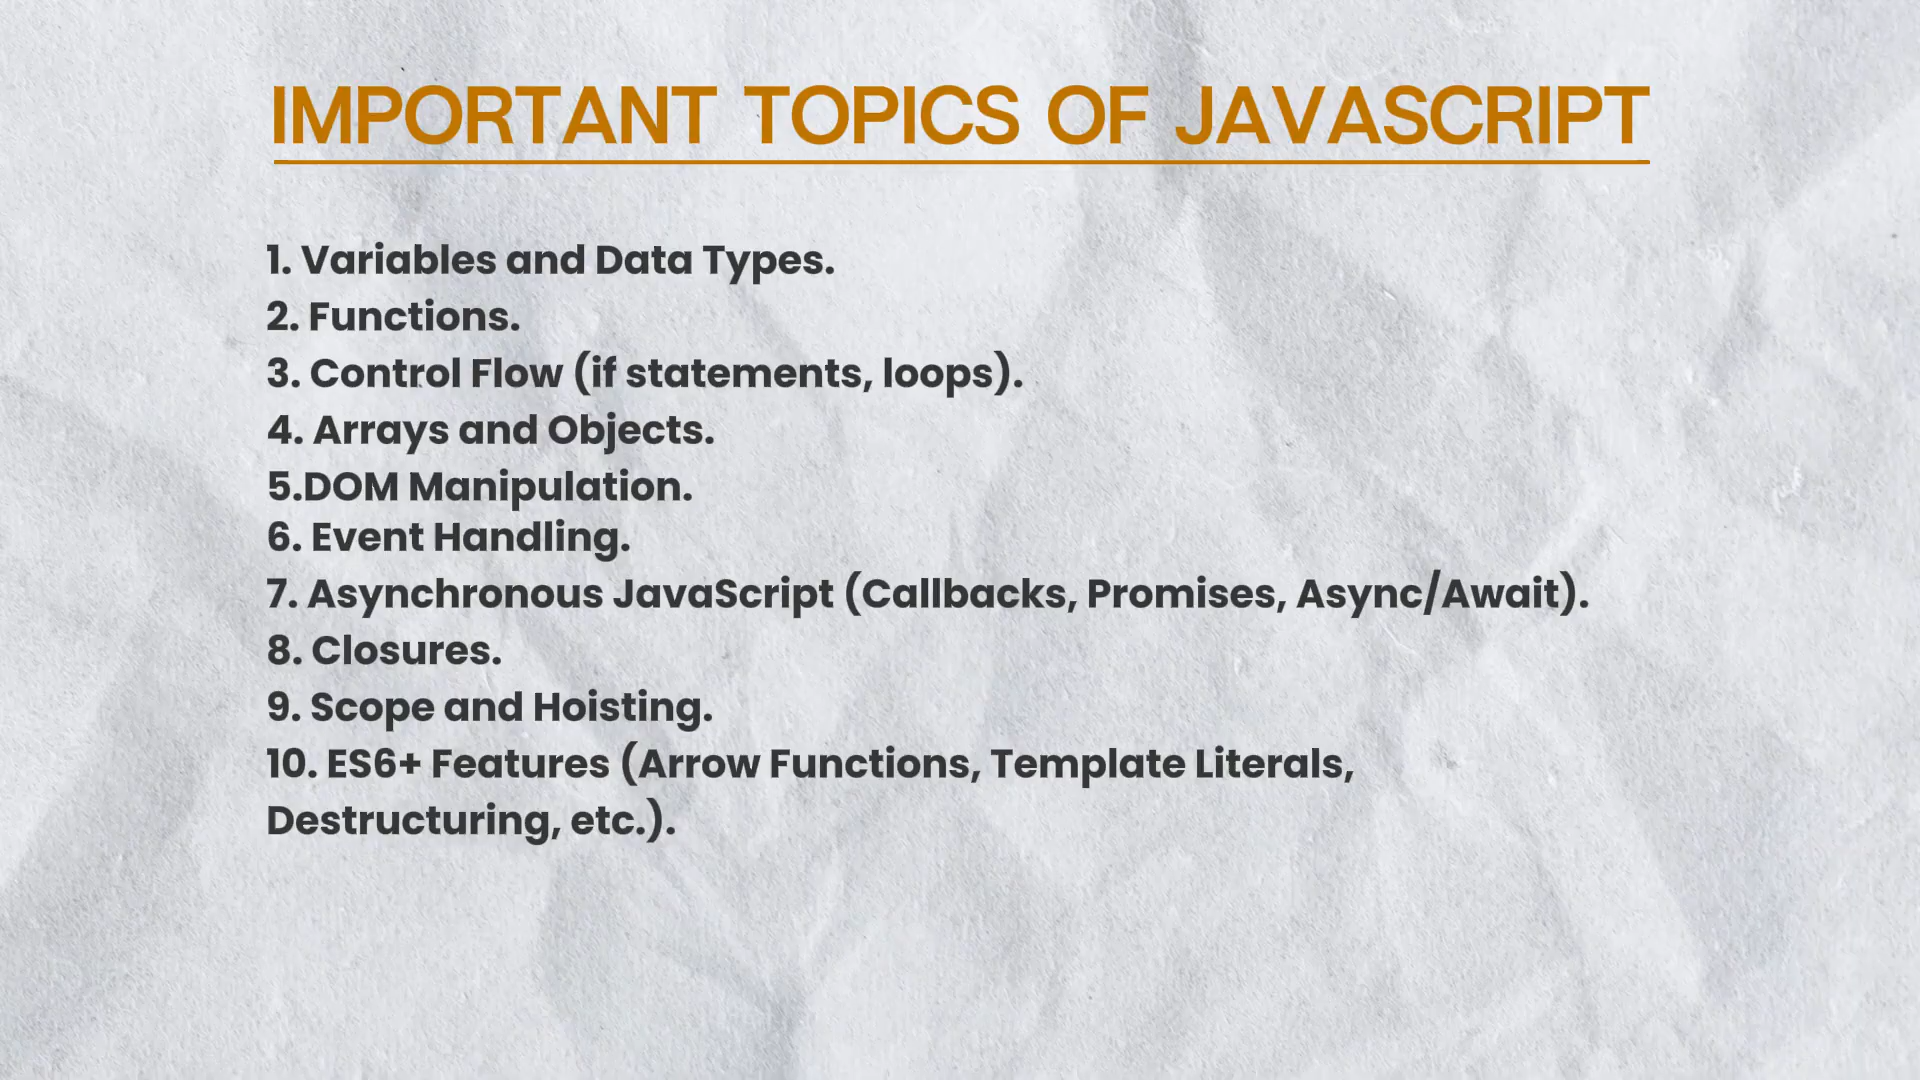 IMPORTANT TOPICS OF JAVASCRIPT
1. Variables and Data Types.
2. Functions.
3. Control Flow (if statements, loops).
4. Arrays and Objects.
5.DOM Manipulation.
6. Event Handling.
7. Asynchronous JavaScript (Callbacks, Promises, Async/Await).
8. Closures.
9. Scope and Hoisting.
10. ES6+ Features (Arrow Functions, Template Literals,
Destructuring, etc.).